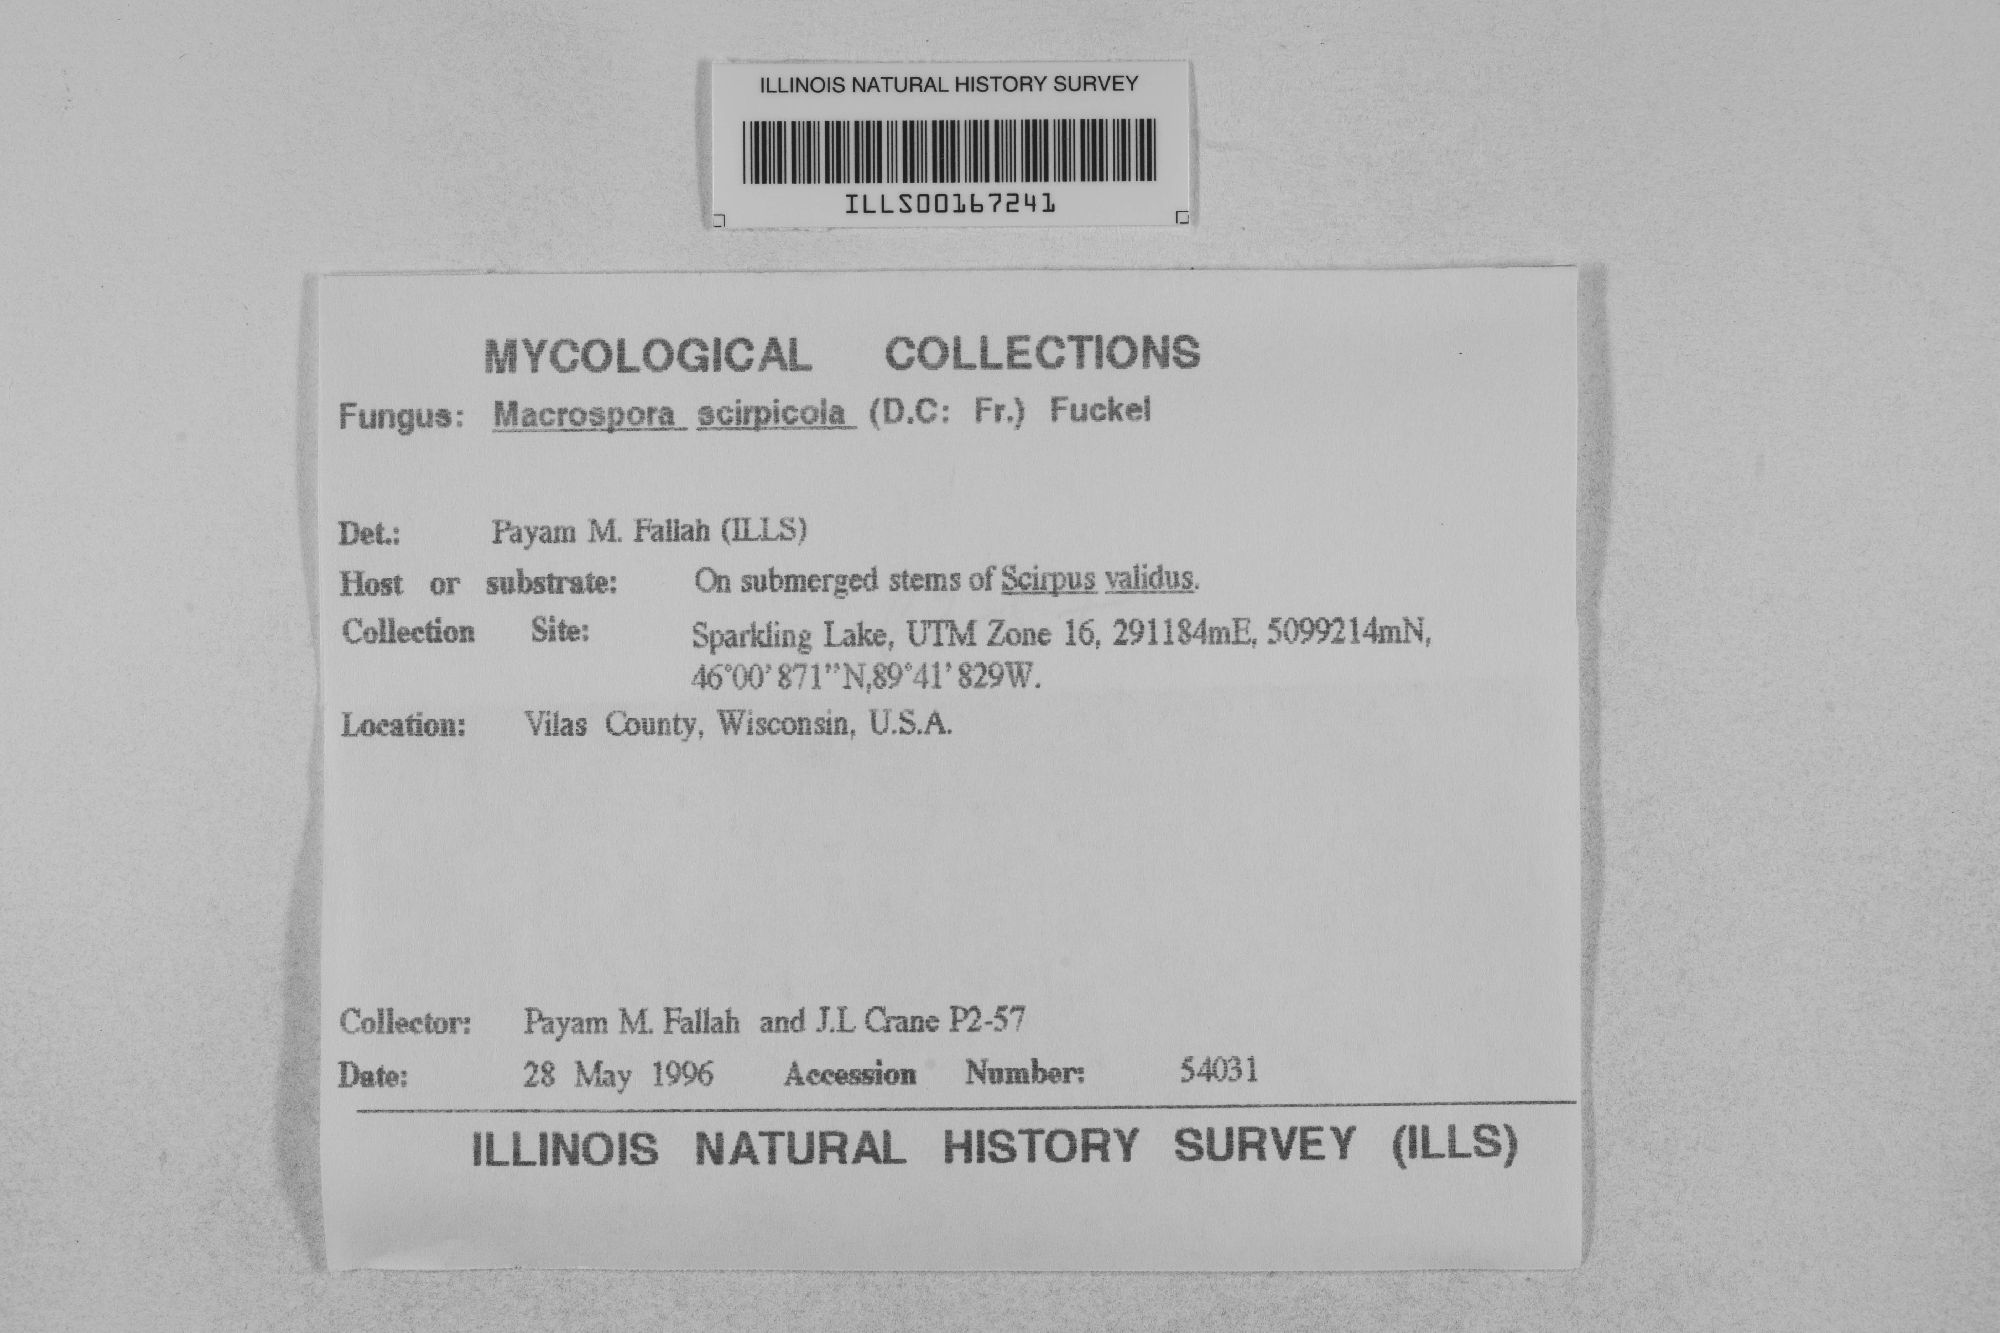 ILLINOIS NATURAL HISTORY SURVEY
ILLS00167241
MYCOLOGICAL COLLECTIONS
Fungus: Macrospora scirpicola (D.C: Fr.) Fuckel
Det.: Payam M. Fallah (ILLS)
Host or substrate: On submerged stems of Scirpus validus.
Collection Site: Sparkling Lake, UTM Zone 16, 291184mE, 5099214mN,
46°00'871"N,89°41'829W.
Location: Vilas County, Wisconsin, U.S.A.
Collector: Payam M. Fallah and J.L Crane P2-57
Date: 28 May 1996 Accession Number: 54031
ILLINOIS NATURAL HISTORY SURVEY (ILLS)